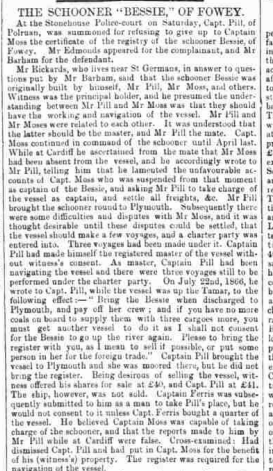 THE SCHOONER "BESSIE," OF FOWEY.
At the Stonehouse Police-court on Saturday, Capt. Pill, of
Polruan, was summoned for refusing to give up to Captain
Moss the certificate of the registry of the schooner Bessie, of
Fowey. Mr Edmonds appeared for the complainant, and Mr
Barham for the defendant.
Mr Rickards, who lives near St Germans, in answer to ques-
tions put by Mr Barham, said that the schooner Bessie was
originally built by himself, Mr Pill, Mr Moss, and others.
Witness was the principal holder, and he presumed the under-
standing between Mr Pill and Mr Moss was that they should
have the working and navigation of the vessel. Mr Pill and
Mr Moses were related to each other. It was understood that
the latter should be the master, and Mr Pill the mate. Capt.
Moss continued in command of the schooner until April last.
While at Cardiff he ascertained from the mate that Mr Moss
had been absent from the vessel, and he accordingly wrote to
Mr Pill, telling him that he lamented the unfavourable ac-
counts of Capt. Moss who was suspended from that moment
as captain of the Bessie, and asking Mr Pill to take charge of
the vessel as captain, and settle all freights, &c. Mr Pill
brought the schooner round to Plymouth. Subsequently there
were some difficulties and disputes with Mr Moss, and it was
thought desirable until these disputes could be settled, that
the vessel should make a few voyages, and a charter party was
entered into. Three voyages had been made under it. Captain
Pill had made himself the registered master of the vessel with-
out witness's consent. As master, Captain Pill had been
navigating the vessel and there were three voyages still to be
performed under the charter party. On July 22nd, 1866, he
wrote to Capt. Pill, while the vessel was up the Tamar, to the
following effect:—" Bring the Bessie when discharged to
Plymouth, and pay off her crew; and if you have no more
coals on board to supply them with three cargoes more, you
must get another vessel to do it as I shall not consent
for the Bessie to go up the river again. Please to bring the
register with you, as I mean to sell if possible, or put some
person in her for the foreign trade." Captain Pill brought the
vessel to Plymouth and she was moored there, but he did not
bring the register. Being desirous of selling the vessel, wit-
ness offered his shares for sale at £40, and Capt. Pill at £41.
The ship, however, was not sold. Captain Ferris was subse-
quently submitted to him as a man to take Pill's place, but he
would not consent to it unless Capt. Ferris bought a quarter of
the vessel. He believed Captain Moss was capable of taking
charge of the schooner, and that the reports made to him by
Mr Pill while at Cardiff were false. Cross-examined: Had
dismissed Capt. Pill and had put in Capt. Moss for the benefit
of his (witness') property. The register was required for the
navigation of the vessel.